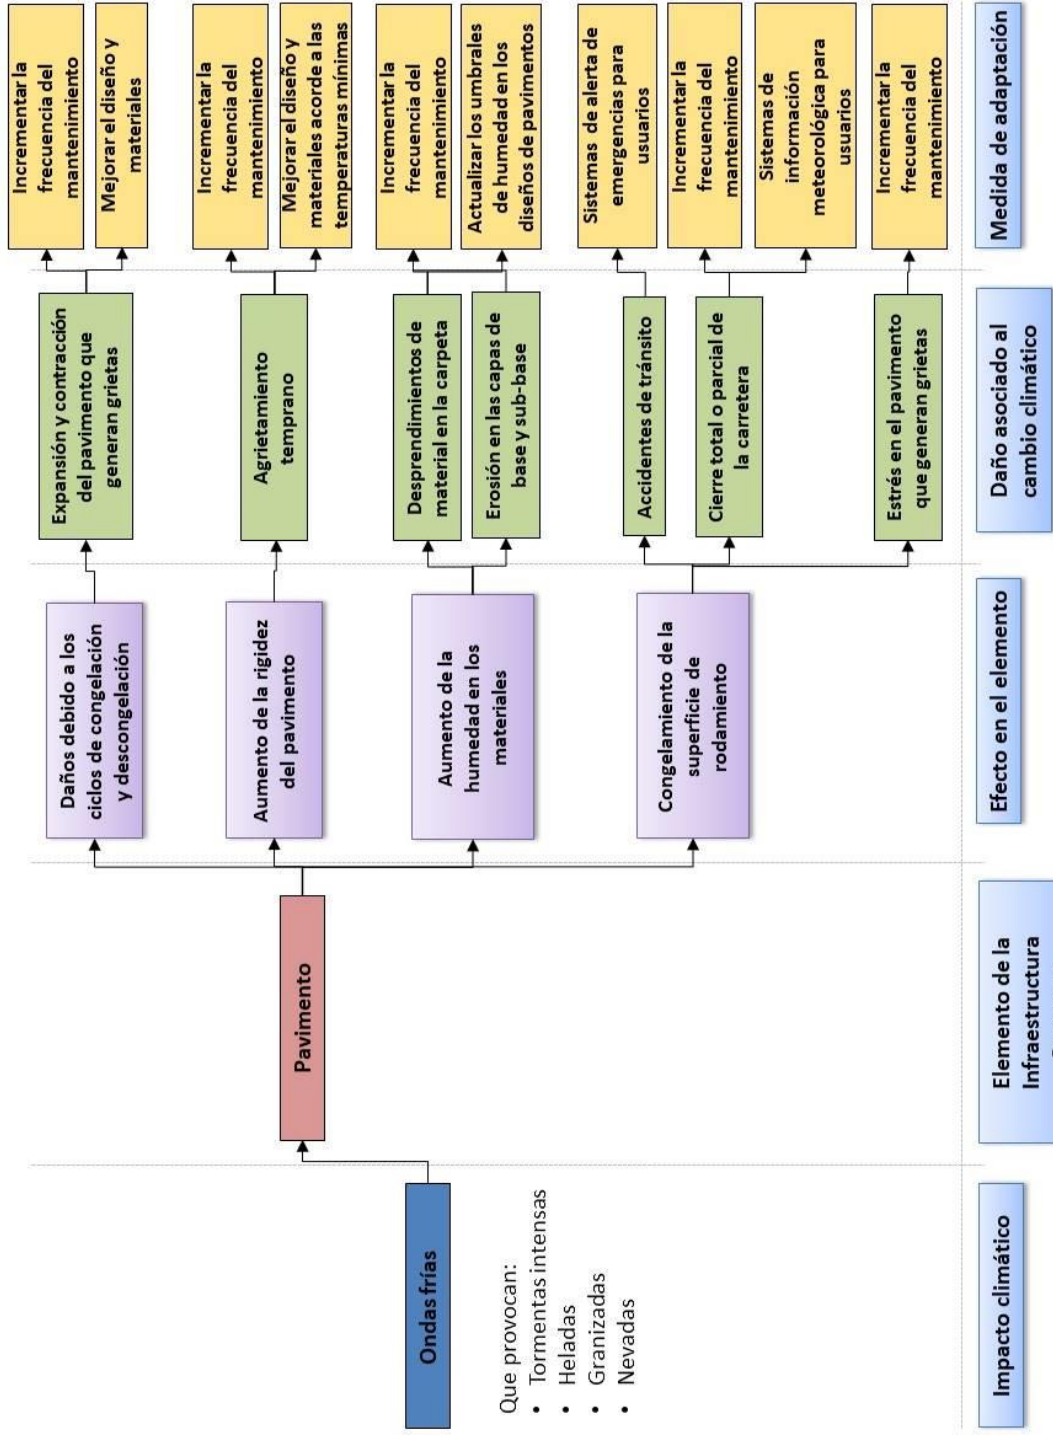 Ondas frías
Que provocan:
• Tormentas intensas
• Heladas
• Granizadas
• Nevadas
Pavimento
Daños debido a los
ciclos de congelación
y descongelación
Aumento de la rigidez
del pavimento
Aumento de la
humedad en los
materiales
Congelamiento de la
superficie de
rodamiento
Expansión y contracción
del pavimento que
generan grietas
Agrietamiento
temprano
Desprendimientos de
material en la carpeta
Erosión en las capas de
base y sub-base
Accidentes de tránsito
Cierre total o parcial de
la carretera
Estrés en el pavimento
que generan grietas
Incrementar la
frecuencia del
mantenimiento
Mejorar el diseño y
materiales
Incrementar la
frecuencia del
mantenimiento
Mejorar el diseño y
materiales acorde a las
temperaturas mínimas
Incrementar la
frecuencia del
mantenimiento
Actualizar los umbrales
de humedad en los
diseños de pavimentos
Sistemas de alerta de
emergencias para
usuarios
Incrementar la
frecuencia del
mantenimiento
Sistemas de
información
meteorológica para
usuarios
Incrementar la
frecuencia del
mantenimiento
Impacto climático
Elemento de la
Infraestructura
Efecto en el elemento
Daño asociado al
cambio climático
Medida de adaptación